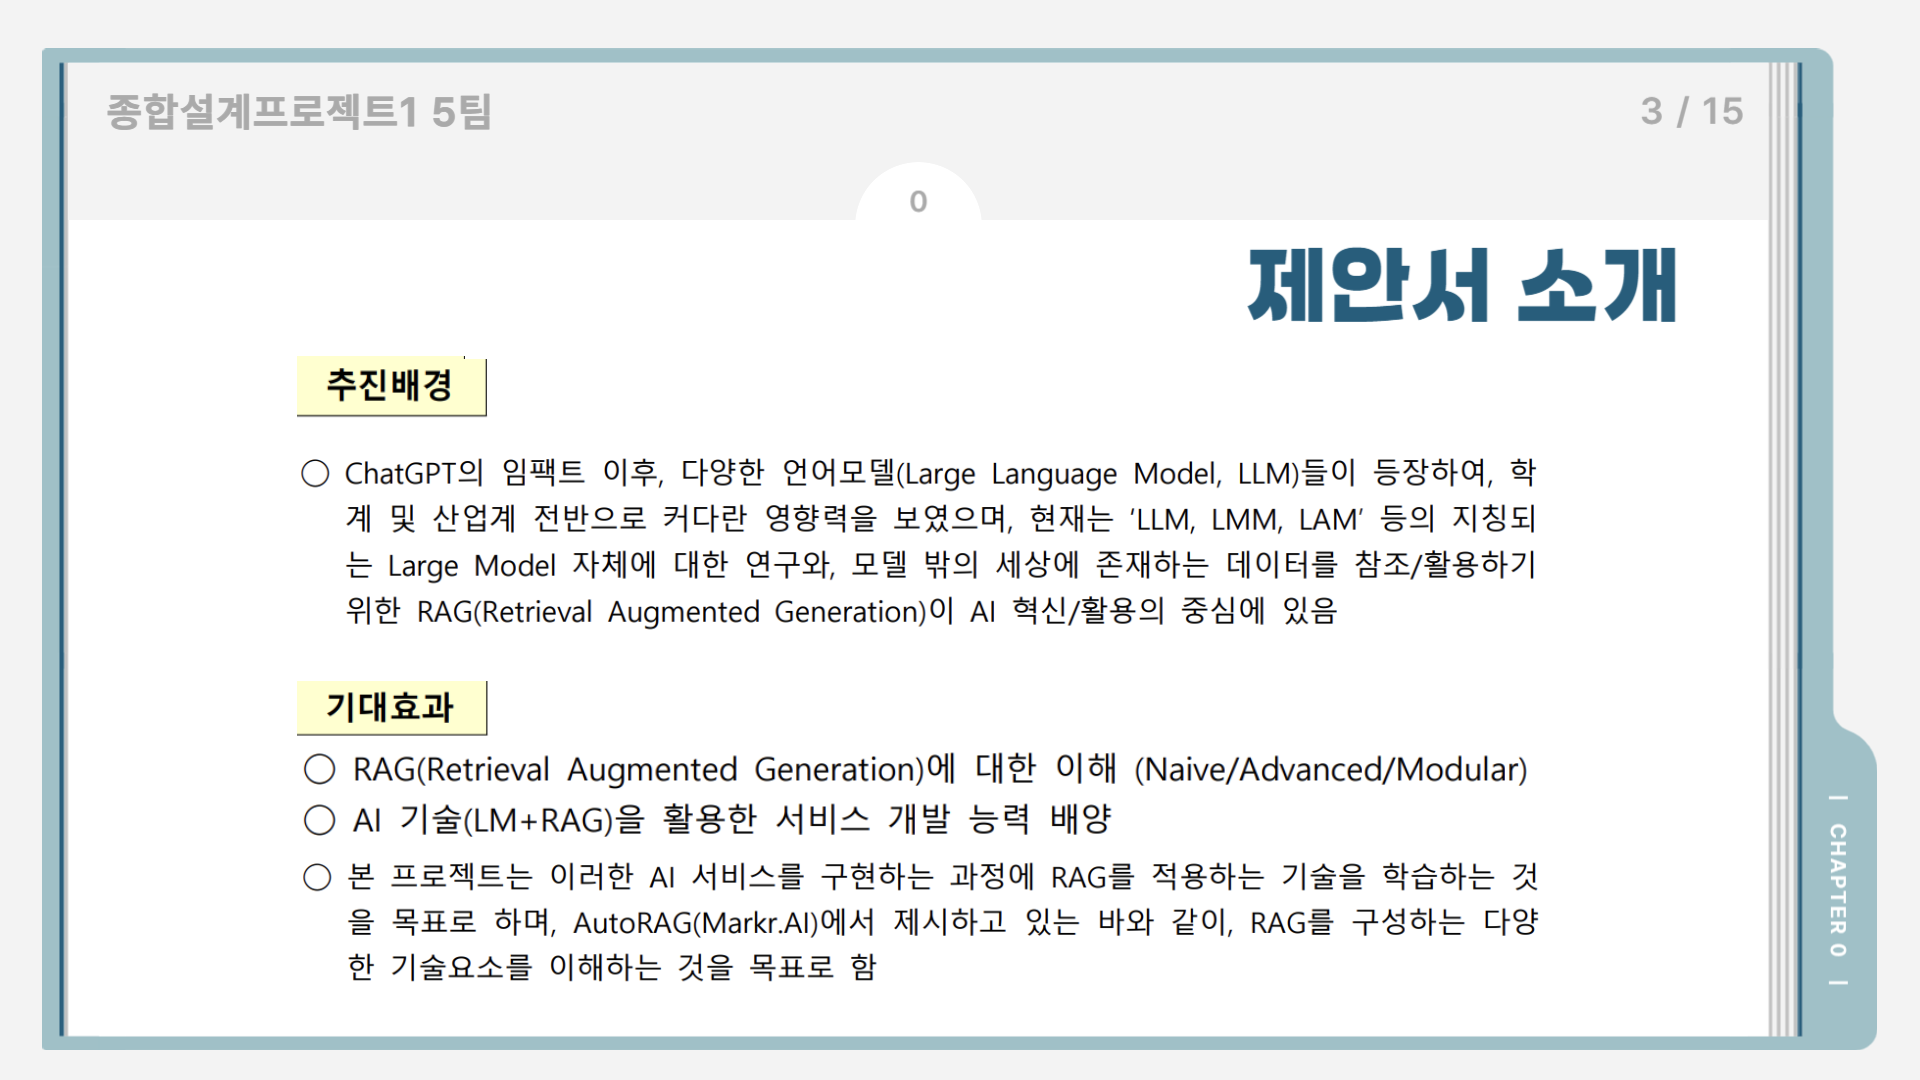 종합설계프로젝트1 5팀
3 / 15
0
제안서 소개
추진배경
○ ChatGPT의 임팩트 이후, 다양한 언어모델(Large Language Model, LLM)들이 등장하여, 학
계 및 산업계 전반으로 커다란 영향력을 보였으며, 현재는 ‘LLM, LMM, LAM’ 등의 지칭되
는 Large Model 자체에 대한 연구와, 모델 밖의 세상에 존재하는 데이터를 참조/활용하기
위한 RAG(Retrieval Augmented Generation)이 AI 혁신/활용의 중심에 있음
기대효과
○ RAG(Retrieval Augmented Generation)에 대한 이해 (Naive/Advanced/Modular)
○ AI 기술(LM+RAG)을 활용한 서비스 개발 능력 배양
○ 본 프로젝트는 이러한 AI 서비스를 구현하는 과정에 RAG를 적용하는 기술을 학습하는 것
을 목표로 하며, AutoRAG(Markr.AI)에서 제시하고 있는 바와 같이, RAG를 구성하는 다양
한 기술요소를 이해하는 것을 목표로 함
| CHAPTER 0 |